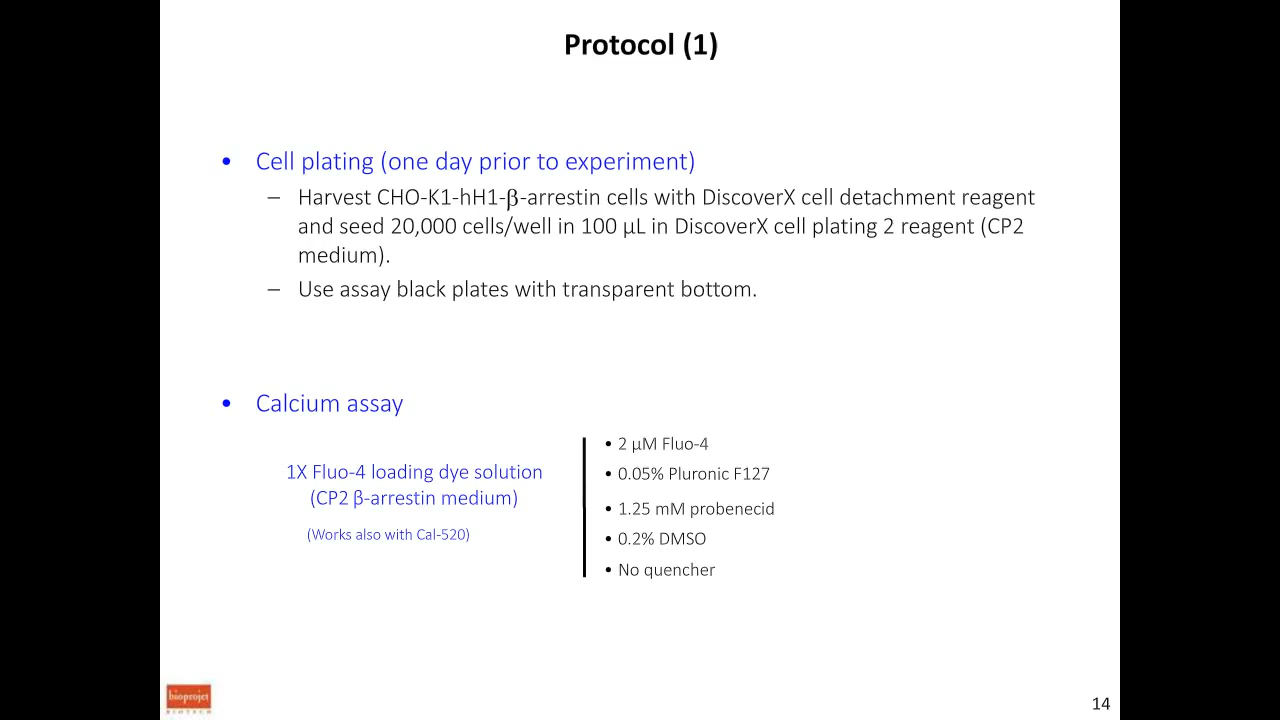 Protocol (1)
• Cell plating (one day prior to experiment)
– Harvest CHO-K1-hH1-β-arrestin cells with DiscoverX cell detachment reagent
and seed 20,000 cells/well in 100 µL in DiscoverX cell plating 2 reagent (CP2
medium).
– Use assay black plates with transparent bottom.
• Calcium assay
1X Fluo-4 loading dye solution
(CP2 β-arrestin medium)
(Works also with Cal-520)
• 2 µM Fluo-4
• 0.05% Pluronic F127
• 1.25 mM probenecid
• 0.2% DMSO
• No quencher
bioprojet
BIOTECH
14